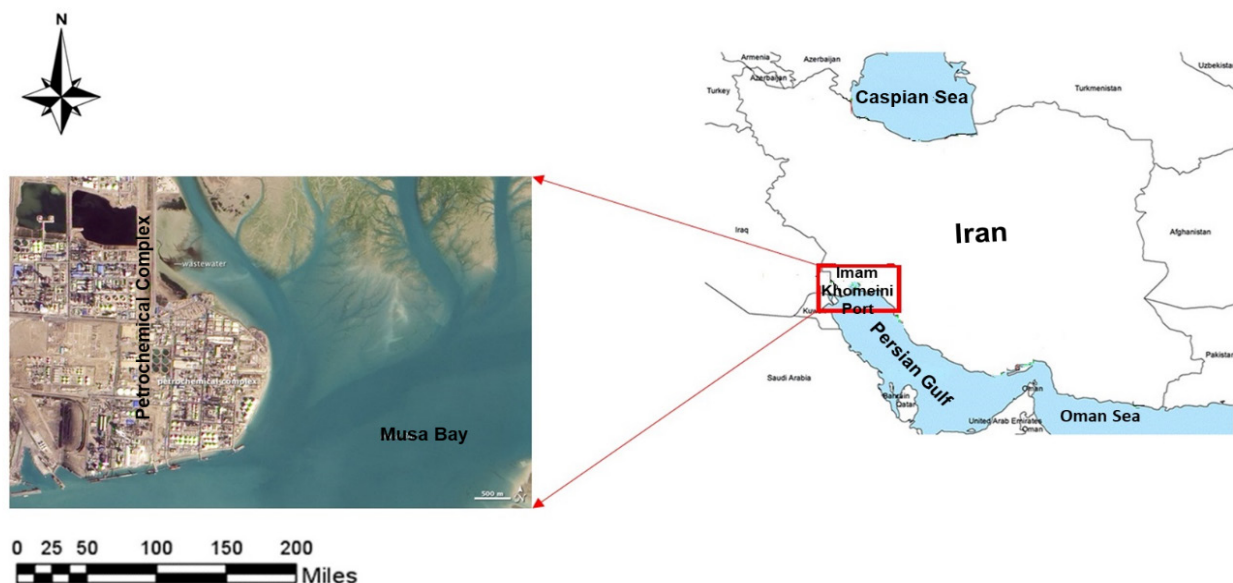 N
Armenia
Azerbaijan
Azerbaijan
Uzbekistan
Turkey
Caspian Sea
Turkmenistan
Petrochemical Complex
wastewater
petrochemical complex
Musa Bay
500 m
N
Iraq
Iran
Afghanistan
Imam
Khomeini
Port
Persian Gulf
Saudi Arabia
Pakistan
Bahrain
Qatar
Oman
United Arab Emirates
Oman
Oman Sea
0 25 50 100 150 200
Miles